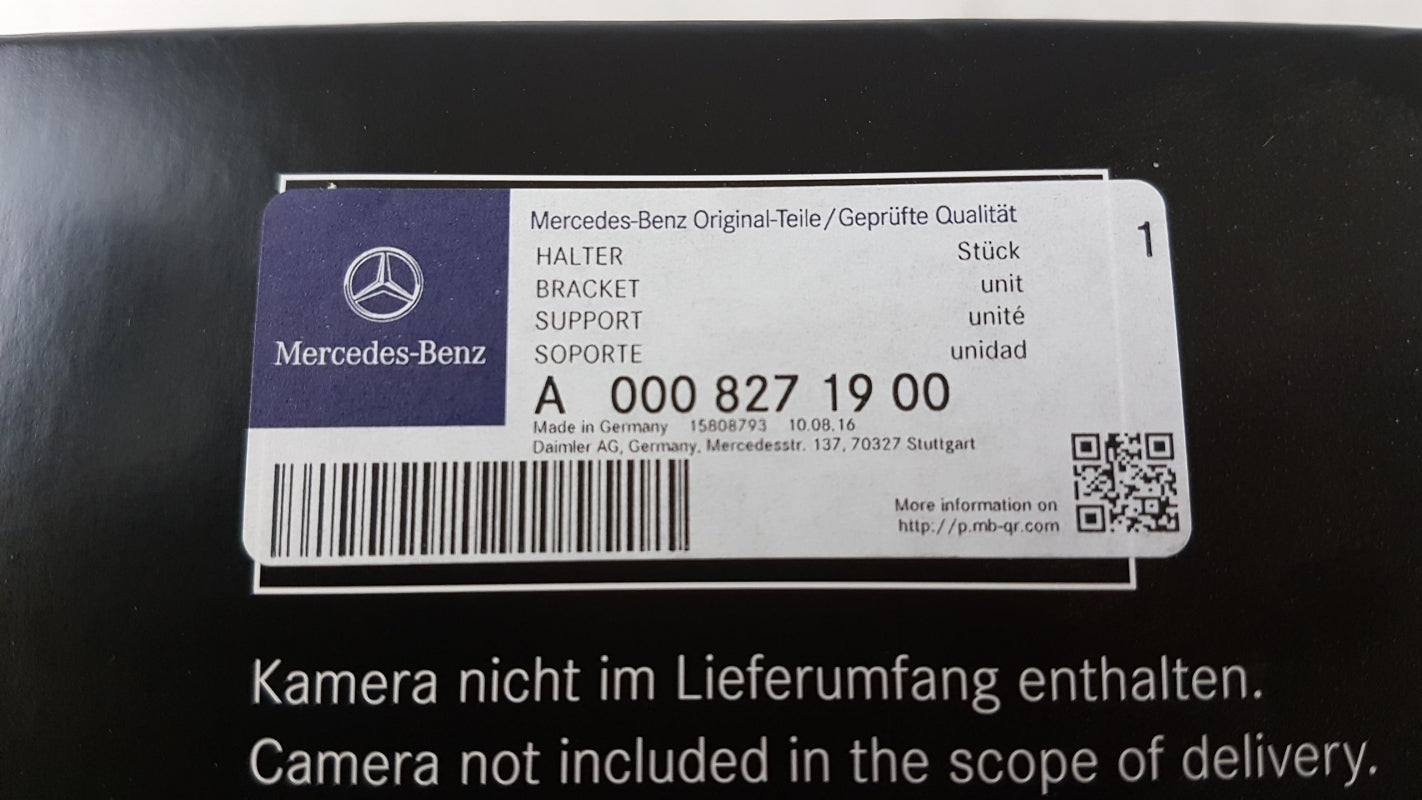 Mercedes-Benz
Mercedes-Benz Original-Teile/Geprüfte Qualität
HALTER Stück 1
BRACKET unit
SUPPORT unité
SOPORTE unidad
A 000 827 19 00
Made in Germany 15808793 10.08.16
Daimler AG, Germany, Mercedesstr. 137, 70327 Stuttgart
More information on
http://p.mb-qr.com
Kamera nicht im Lieferumfang enthalten.
Camera not included in the scope of delivery.